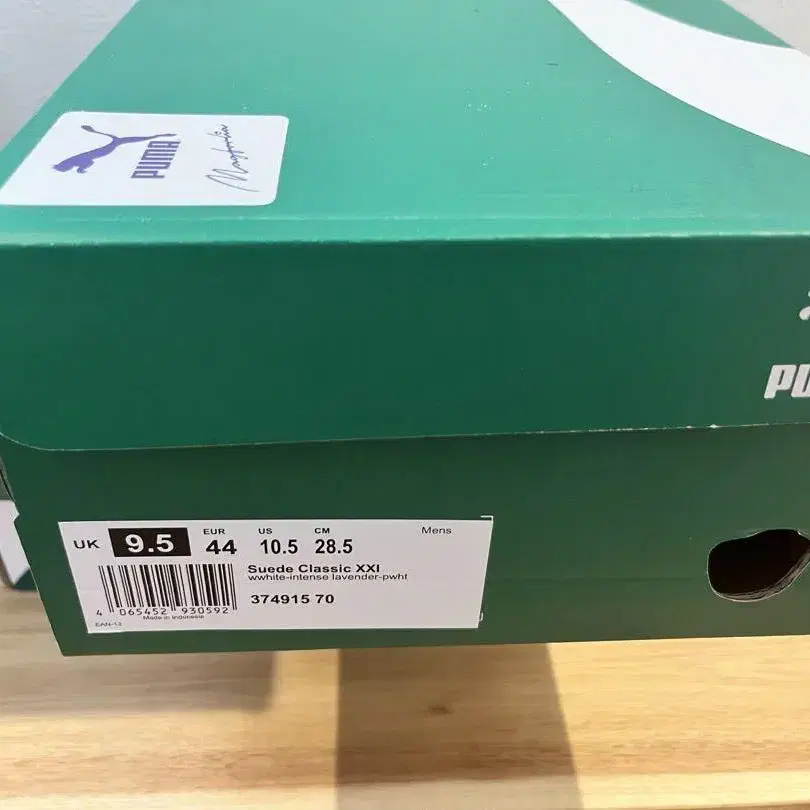 PUMA
UK 9.5 EUR 44 US 10.5 CM 28.5 Mens
Suede Classic XXI
wwhite-intense lavender-pwht
374915 70
4 065452 930592
Made in Indonesia
EAN-13